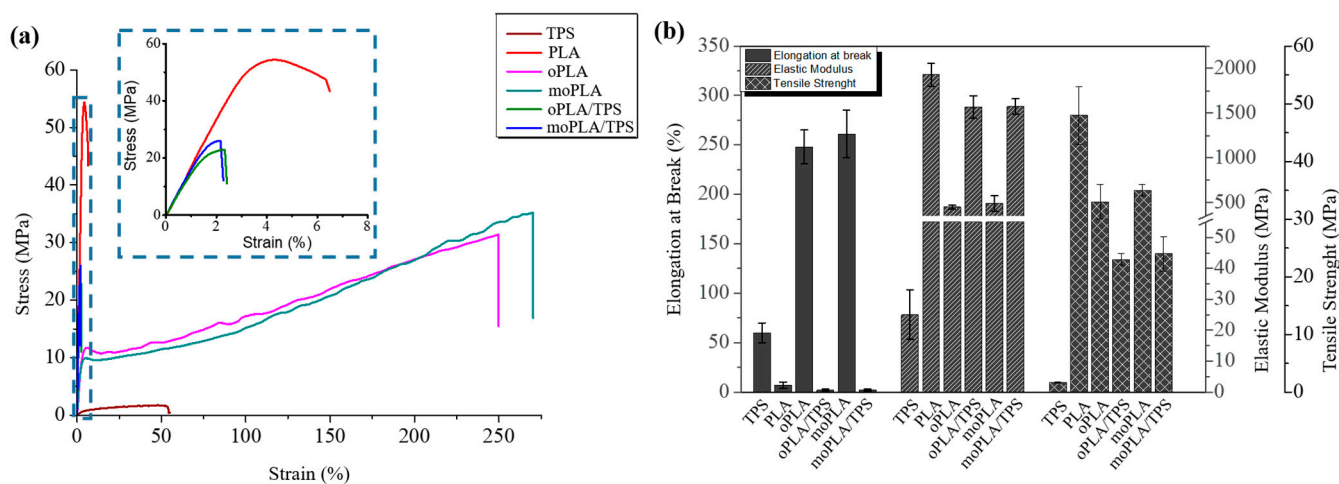 (a)
60
50
40
30
20
10
0
Stress (MPa)
0
50
100
150
200
250
Strain (%)
60
40
20
0
Stress (MPa)
0
2
4
6
8
Strain (%)
TPS
PLA
oPLA
moPLA
oPLA/TPS
moPLA/TPS
(b)
350
300
250
200
150
100
50
0
Elongation at Break (%)
Elongation at break
Elastic Modulus
Tensile Strenght
2000
1500
1000
500
50
40
30
20
10
0
Elastic Modulus (MPa)
60
50
40
30
20
10
0
Tensile Strenght (MPa)
TPS
PLA
oPLA
oPLA/TPS
moPLA
moPLA/TPS
TPS
PLA
oPLA
oPLA/TPS
moPLA
moPLA/TPS
TPS
PLA
oPLA
oPLA/TPS
moPLA
moPLA/TPS